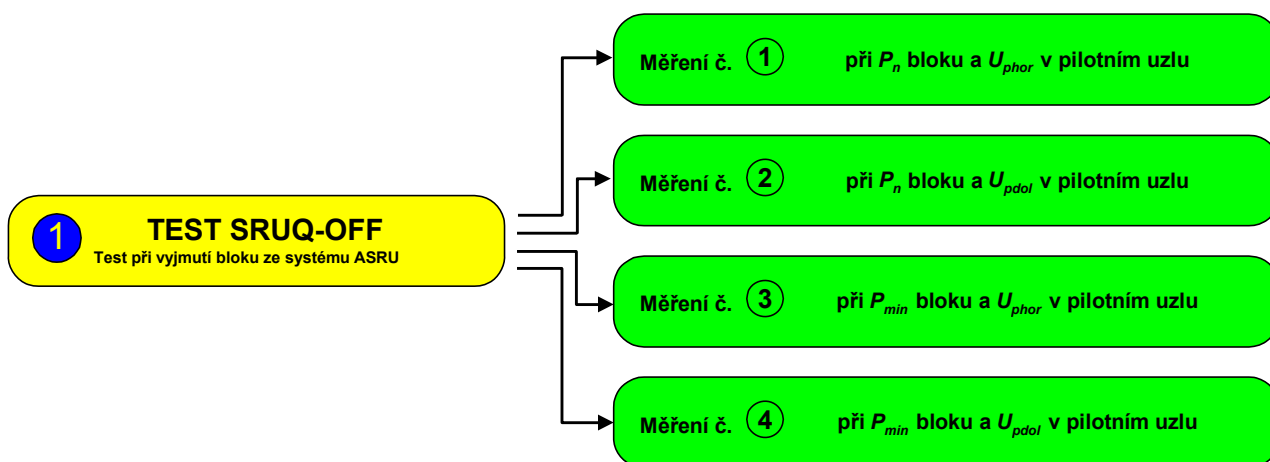 Měření č. 1 při Pn bloku a Uphor v pilotním uzlu
Měření č. 2 při Pn bloku a Updol v pilotním uzlu
1 TEST SRUQ-OFF
Test při vyjmutí bloku ze systému ASRU
Měření č. 3 při Pmin bloku a Uphor v pilotním uzlu
Měření č. 4 při Pmin bloku a Updol v pilotním uzlu